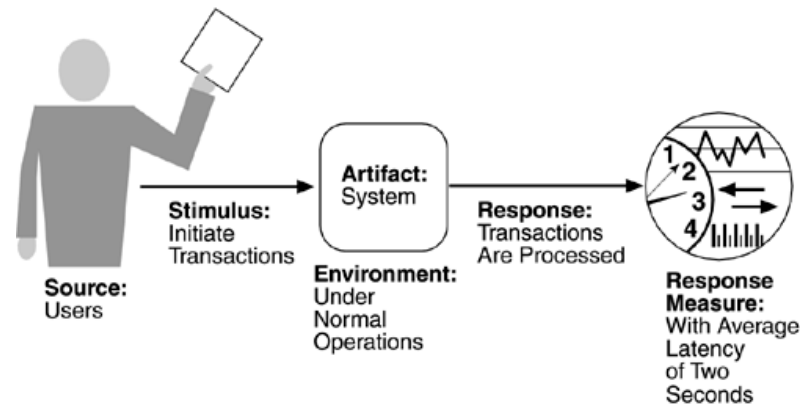 Source:
Users
Stimulus:
Initiate
Transactions
Artifact:
System
Environment:
Under
Normal
Operations
Response:
Transactions
Are Processed
1
2
3
4
Response
Measure:
With Average
Latency
of Two
Seconds